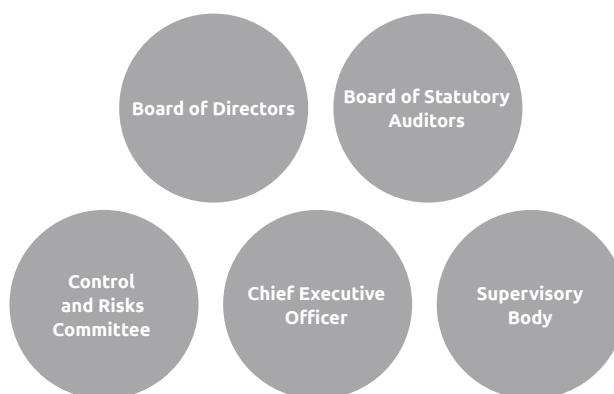 Board of Directors
Board of Statutory
Auditors
Control
and Risks
Committee
Chief Executive
Officer
Supervisory
Body